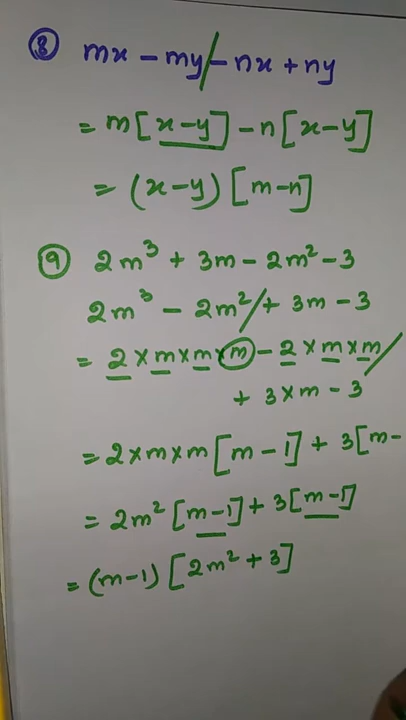 ⑧ mx - my/- nx + ny
= m[x-y] - n[x-y]
= (x-y) [m-n]
⑨ 2m³ + 3m - 2m² - 3
2m³ - 2m²/+ 3m - 3
= 2×m×m×m - 2×m×m/
+ 3×m - 3
= 2×m×m[m-1] + 3[m-
= 2m² [m-1] + 3[m-1]
= (m-1) [2m² + 3]